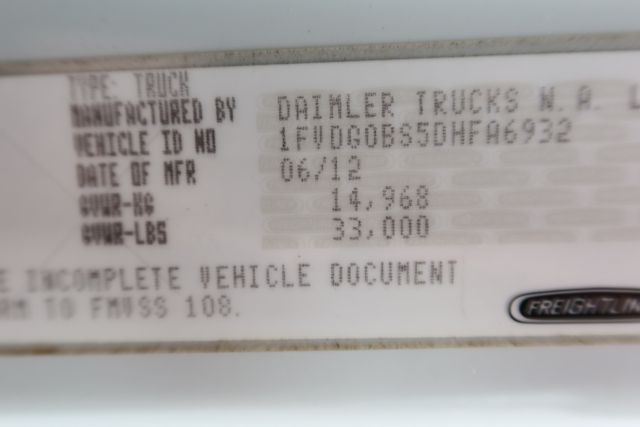 TYPE: TRUCK
MANUFACTURED BY DAIMLER TRUCKS N.A. L
VEHICLE ID NO 1FVDG0BS5DHFA6932
DATE OF MFR 06/12
GVWR-KG 14,968
GVWR-LBS 33,000
E INCOMPLETE VEHICLE DOCUMENT
RM TO FMVSS 108.
FREIGHTLIN